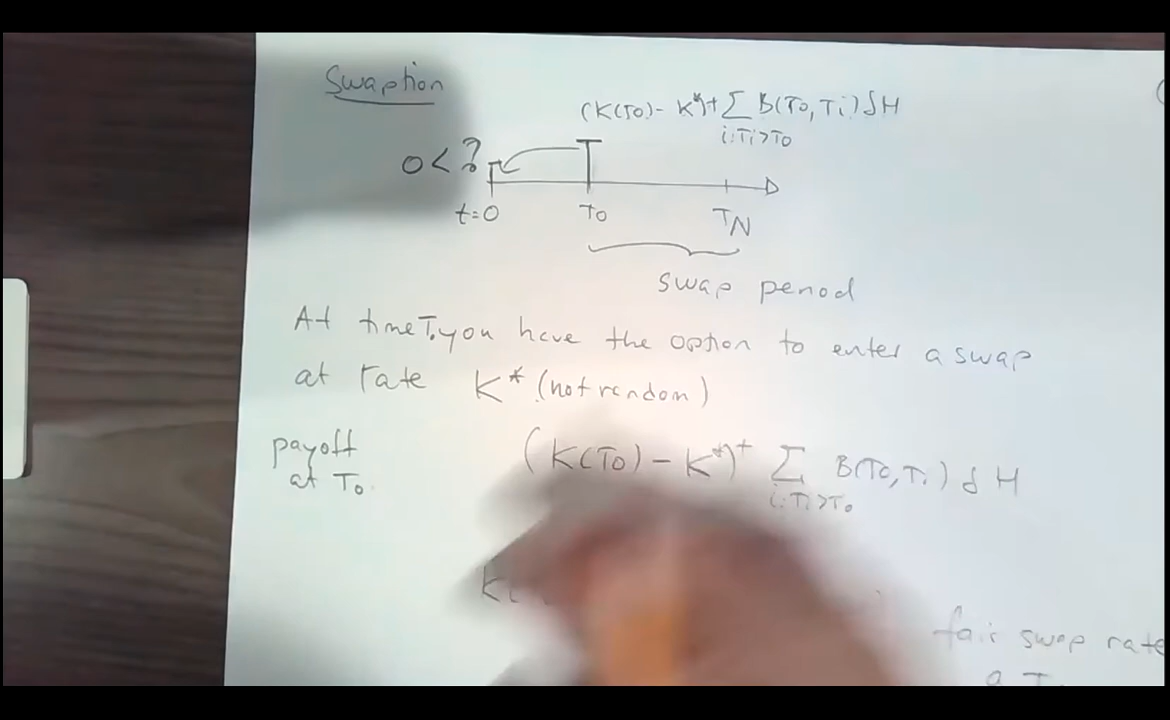 Swaption
(K(T0) - K*)+ ∑ B(T0, Ti) δ H
i: Ti > T0
0 < ?
t=0 T0 TN
swap period
At time T0 you have the option to enter a swap
at rate K* (not random)
payoff (K(T0) - K*)+ ∑ B(T0, Ti) δ H
at T0. i: Ti > T0
K(
fair swap rate